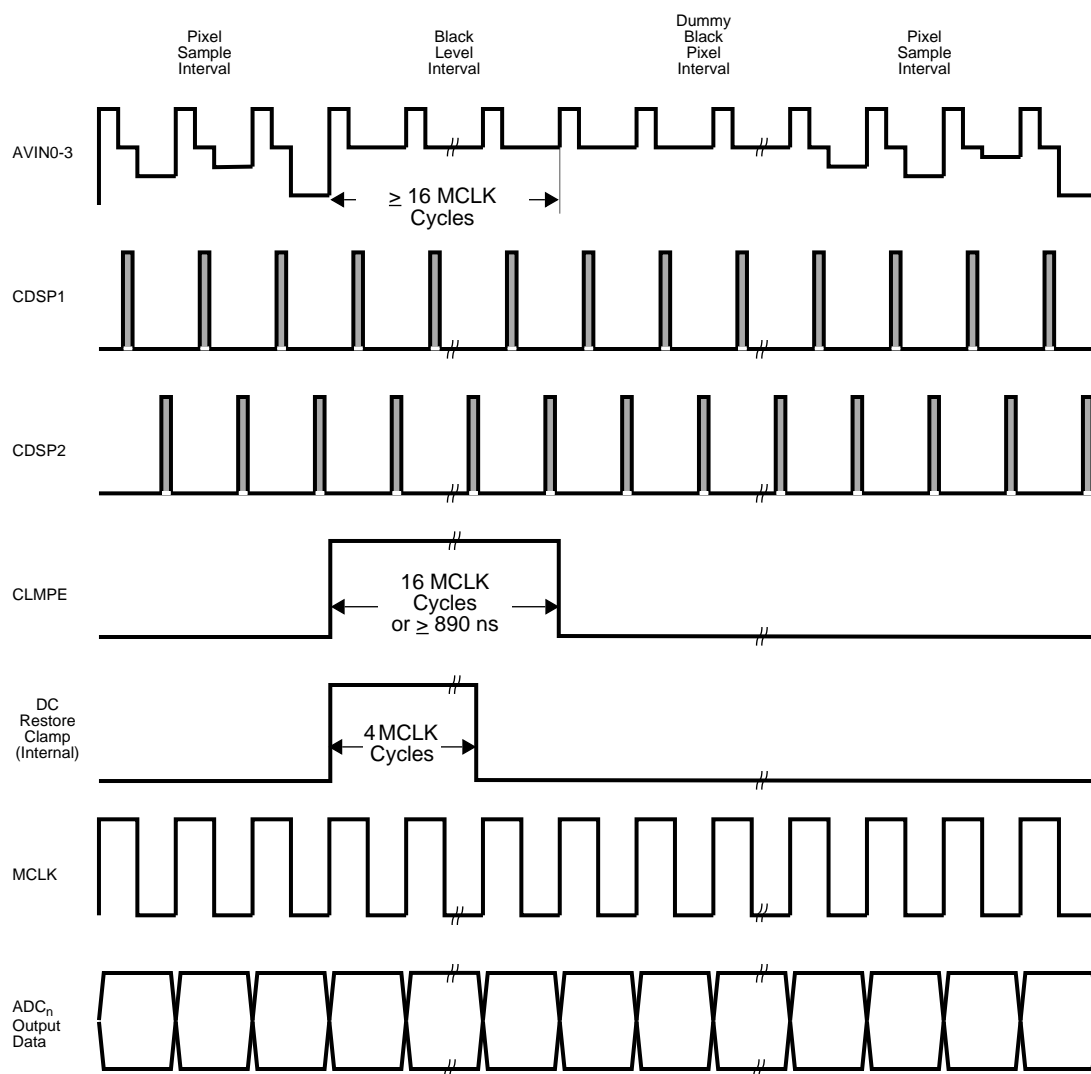 Pixel
Sample
Interval
Black
Level
Interval
Dummy
Black
Pixel
Interval
Pixel
Sample
Interval
AVIN0-3
≥ 16 MCLK
Cycles
CDSP1
CDSP2
CLMPE
16 MCLK
Cycles
or ≥ 890 ns
DC
Restore
Clamp
(Internal)
4 MCLK
Cycles
MCLK
ADCn
Output
Data